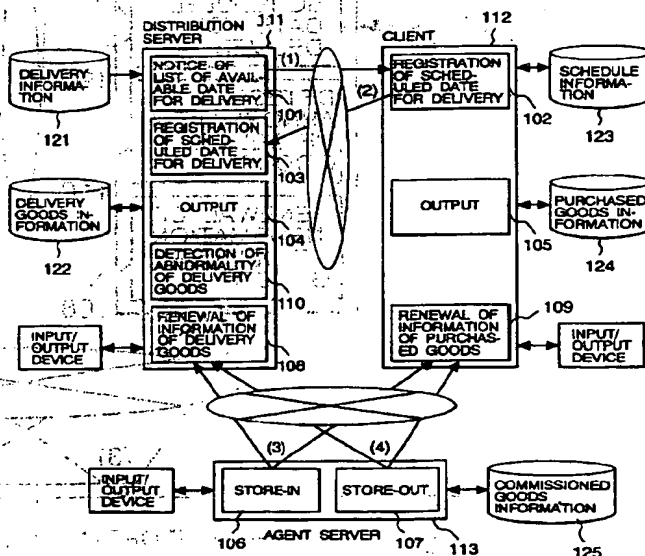 DISTRIBUTION
SERVER
111
DELIVERY
INFORMATION
121
NOTICE OF
LIST OF AVAIL-
ABLE DATE
FOR DELIVERY
101
(1)
(2)
CLIENT
112
REGISTRATION
OF SCHED-
ULED DATE
FOR DELIVERY
102
SCHEDULE
INFORMA-
TION
123
REGISTRATION
OF SCHED-
ULED DATE
FOR DELIVERY
103
DELIVERY
GOODS IN-
FORMATION
122
OUTPUT
104
OUTPUT
105
PURCHASED
GOODS IN-
FORMATION
124
DETECTION OF
ABNORMALITY
OF DELIVERY
GOODS
110
INPUT/
OUTPUT
DEVICE
RENEWAL OF
INFORMATION
OF DELIVERY
GOODS
108
RENEWAL OF
INFORMATION
OF PURCHAS-
ED GOODS
109
INPUT/
OUTPUT
DEVICE
(3)
(4)
INPUT/
OUTPUT
DEVICE
STORE-IN
106
STORE-OUT
107
AGENT SERVER
113
COMMISSIONED
GOODS
INFORMATION
125